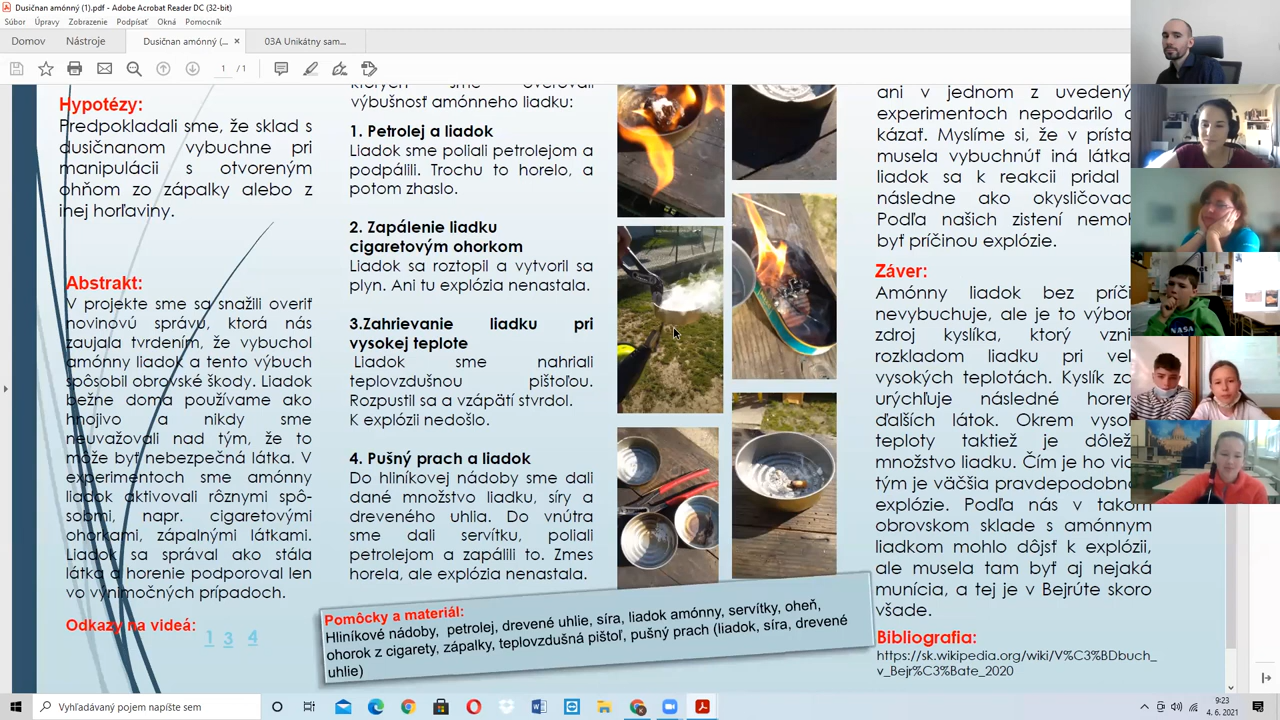 Dusičnan amónny (1).pdf - Adobe Acrobat Reader DC (32-bit)
Súbor Úpravy Zobrazenie Podpísať Okná Pomocník
Domov Nástroje Dusičnan amónny (... × 03A Unikátny sam...
1 / 1
Hypotézy:
Predpokladali sme, že sklad s
dusičnanom vybuchne pri
manipulácii s otvoreným
ohňom zo zápalky alebo z
inej horľaviny.
Abstrakt:
V projekte sme sa snažili overiť
novinovú správu, ktorá nás
zaujala tvrdením, že vybuchol
amónny liadok a tento výbuch
spôsobil obrovské škody. Liadok
bežne doma používame ako
hnojivo a nikdy sme
neuvažovali nad tým, že to
môže byť nebezpečná látka. V
experimentoch sme amónny
liadok aktivovali rôznymi spô-
sobmi, napr. cigaretovými
ohorkami, zápalnými látkami.
Liadok sa správal ako stála
látka a horenie podporoval len
vo výnimočných prípadoch.
Odkazy na videá: 1 3 4
ktorých sme overovali
výbušnosť amónneho liadku:
1. Petrolej a liadok
Liadok sme poliali petrolejom a
podpálili. Trochu to horelo, a
potom zhaslo.
2. Zapálenie liadku
cigaretovým ohorkom
Liadok sa roztopil a vytvoril sa
plyn. Ani tu explózia nenastala.
3.Zahrievanie liadku pri
vysokej teplote
Liadok sme nahriali
teplovzdušnou pištoľou.
Rozpustil sa a vzápätí stvrdol.
K explózii nedošlo.
4. Pušný prach a liadok
Do hliníkovej nádoby sme dali
dané množstvo liadku, síry a
dreveného uhlia. Do vnútra
sme dali servítku, poliali
petrolejom a zapálili to. Zmes
horela, ale explózia nenastala.
Pomôcky a materiál:
Hliníkové nádoby, petrolej, drevené uhlie, síra, liadok amónny, servítky, oheň,
ohorok z cigarety, zápalky, teplovzdušná pištoľ, pušný prach (liadok, síra, drevené
uhlie)
ani v jednom z uvedený
experimentoch nepodarilo
kázať. Myslíme si, že v prísta
musela vybuchnúť iná látka
liadok sa k reakcii pridal
následne ako okysličova
Podľa našich zistení nemoh
byť príčinou explózie.
Záver:
Amónny liadok bez príči
nevybuchuje, ale je to výbor
zdroj kyslíka, ktorý vzni
rozkladom liadku pri veľ
vysokých teplotách. Kyslík za
urýchľuje následné horen
ďalších látok. Okrem vysok
teploty taktiež je dôlež
množstvo liadku. Čím je ho via
tým je väčšia pravdepodobno
explózie. Podľa nás v takom
obrovskom sklade s amónnym
liadkom mohlo dôjsť k explózii,
ale musela tam byť aj nejaká
munícia, a tej je v Bejrúte skoro
všade.
Bibliografia:
https://sk.wikipedia.org/wiki/V%C3%BDbuch_
v_Bejr%C3%Bate_2020
NASA
Vyhľadávaný pojem napíšte sem
9:23
4. 6. 2021